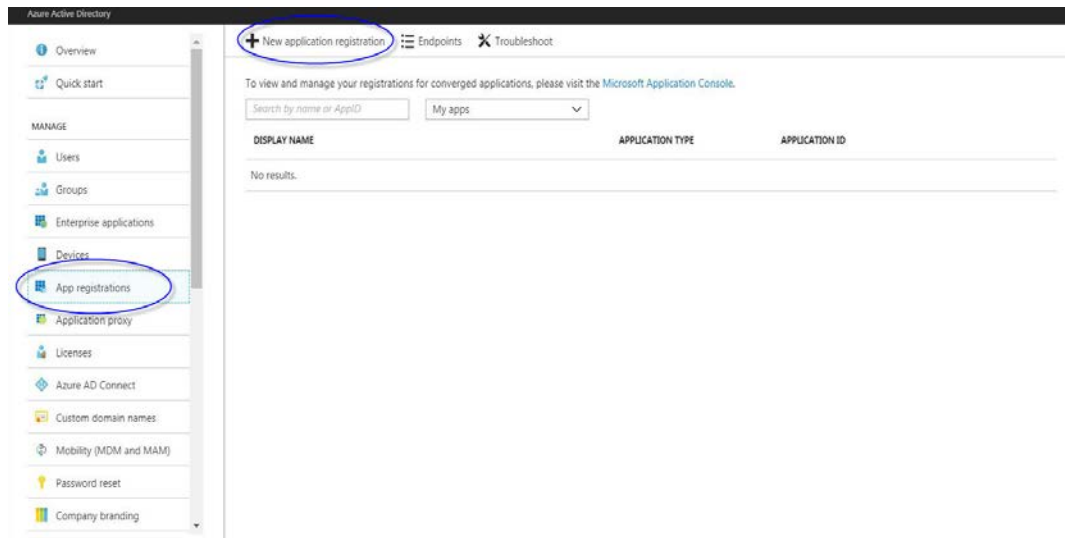 Azure Active Directory
Overview
Quick start
MANAGE
Users
Groups
Enterprise applications
Devices
App registrations
Application proxy
Licenses
Azure AD Connect
Custom domain names
Mobility (MDM and MAM)
Password reset
Company branding
New application registration Endpoints Troubleshoot
To view and manage your registrations for converged applications, please visit the Microsoft Application Console.
Search by name or AppID My apps
DISPLAY NAME APPLICATION TYPE APPLICATION ID
No results.